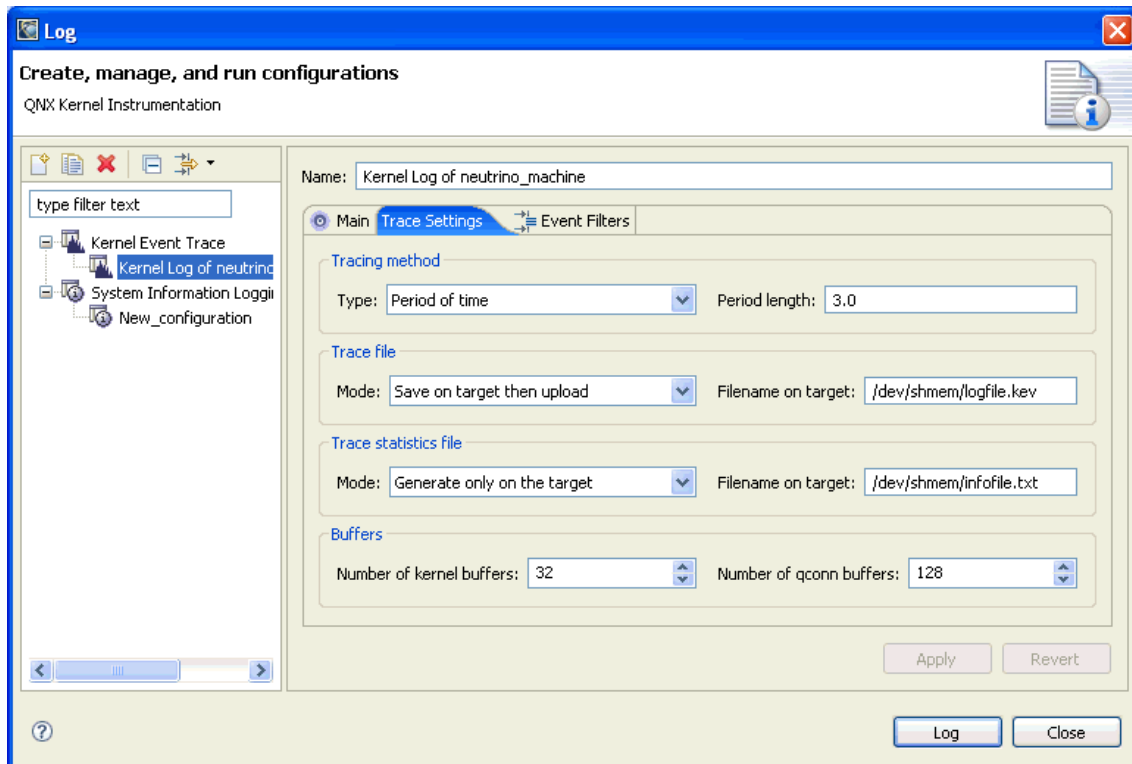 Log
Create, manage, and run configurations
QNX Kernel Instrumentation
type filter text
Kernel Event Trace
Kernel Log of neutrino
System Information Loggi
New_configuration
Name: Kernel Log of neutrino_machine
Main Trace Settings Event Filters
Tracing method
Type: Period of time Period length: 3.0
Trace file
Mode: Save on target then upload Filename on target: /dev/shmem/logfile.kev
Trace statistics file
Mode: Generate only on the target Filename on target: /dev/shmem/infofile.txt
Buffers
Number of kernel buffers: 32 Number of qconn buffers: 128
Apply Revert
Log Close